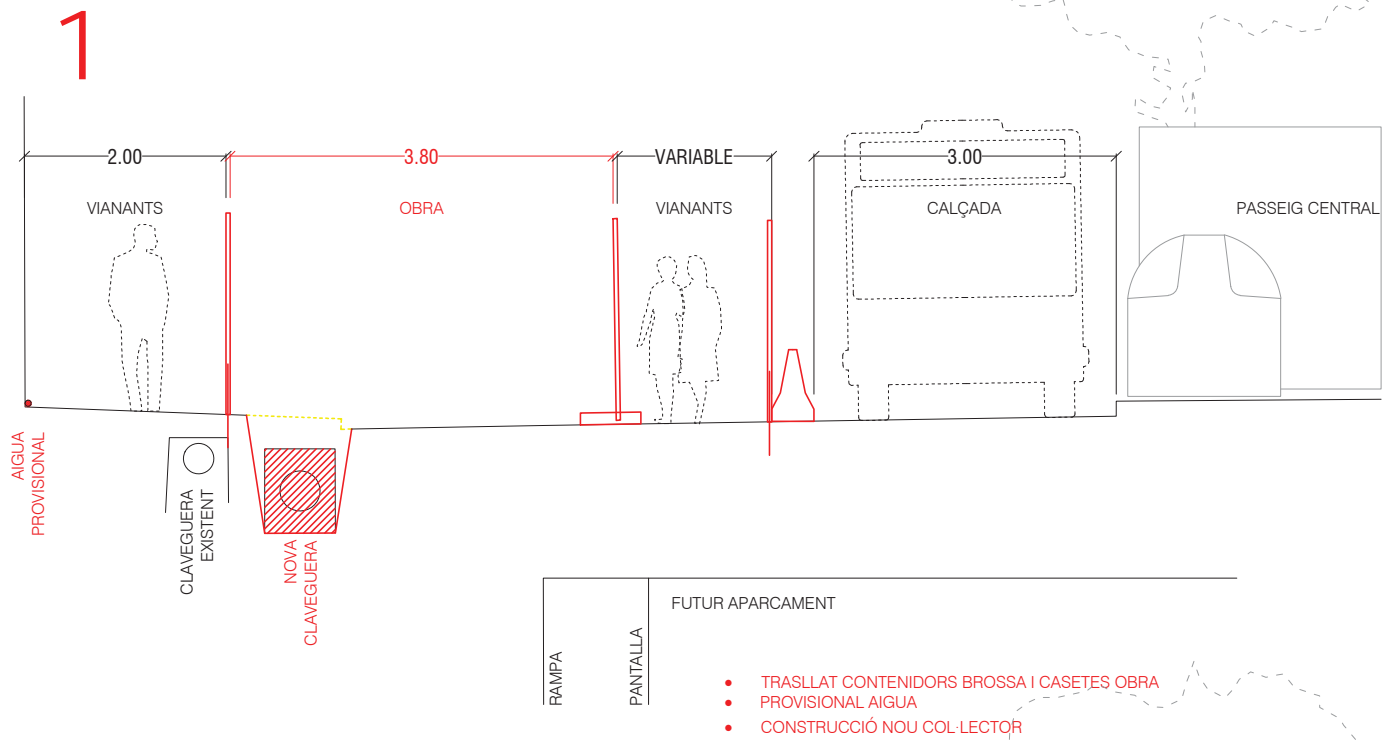 1
2.00
3.80
VARIABLE
3.00
VIANANTS
OBRA
VIANANTS
CALÇADA
PASSEIG CENTRAL
AIGUA
PROVISIONAL
CLAVEGUERA
EXISTENT
NOVA
CLAVEGUERA
FUTUR APARCAMENT
RAMPA
PANTALLA
• TRASLLAT CONTENIDORS BROSSA I CASETES OBRA
• PROVISIONAL AIGUA
• CONSTRUCCIÓ NOU COL·LECTOR